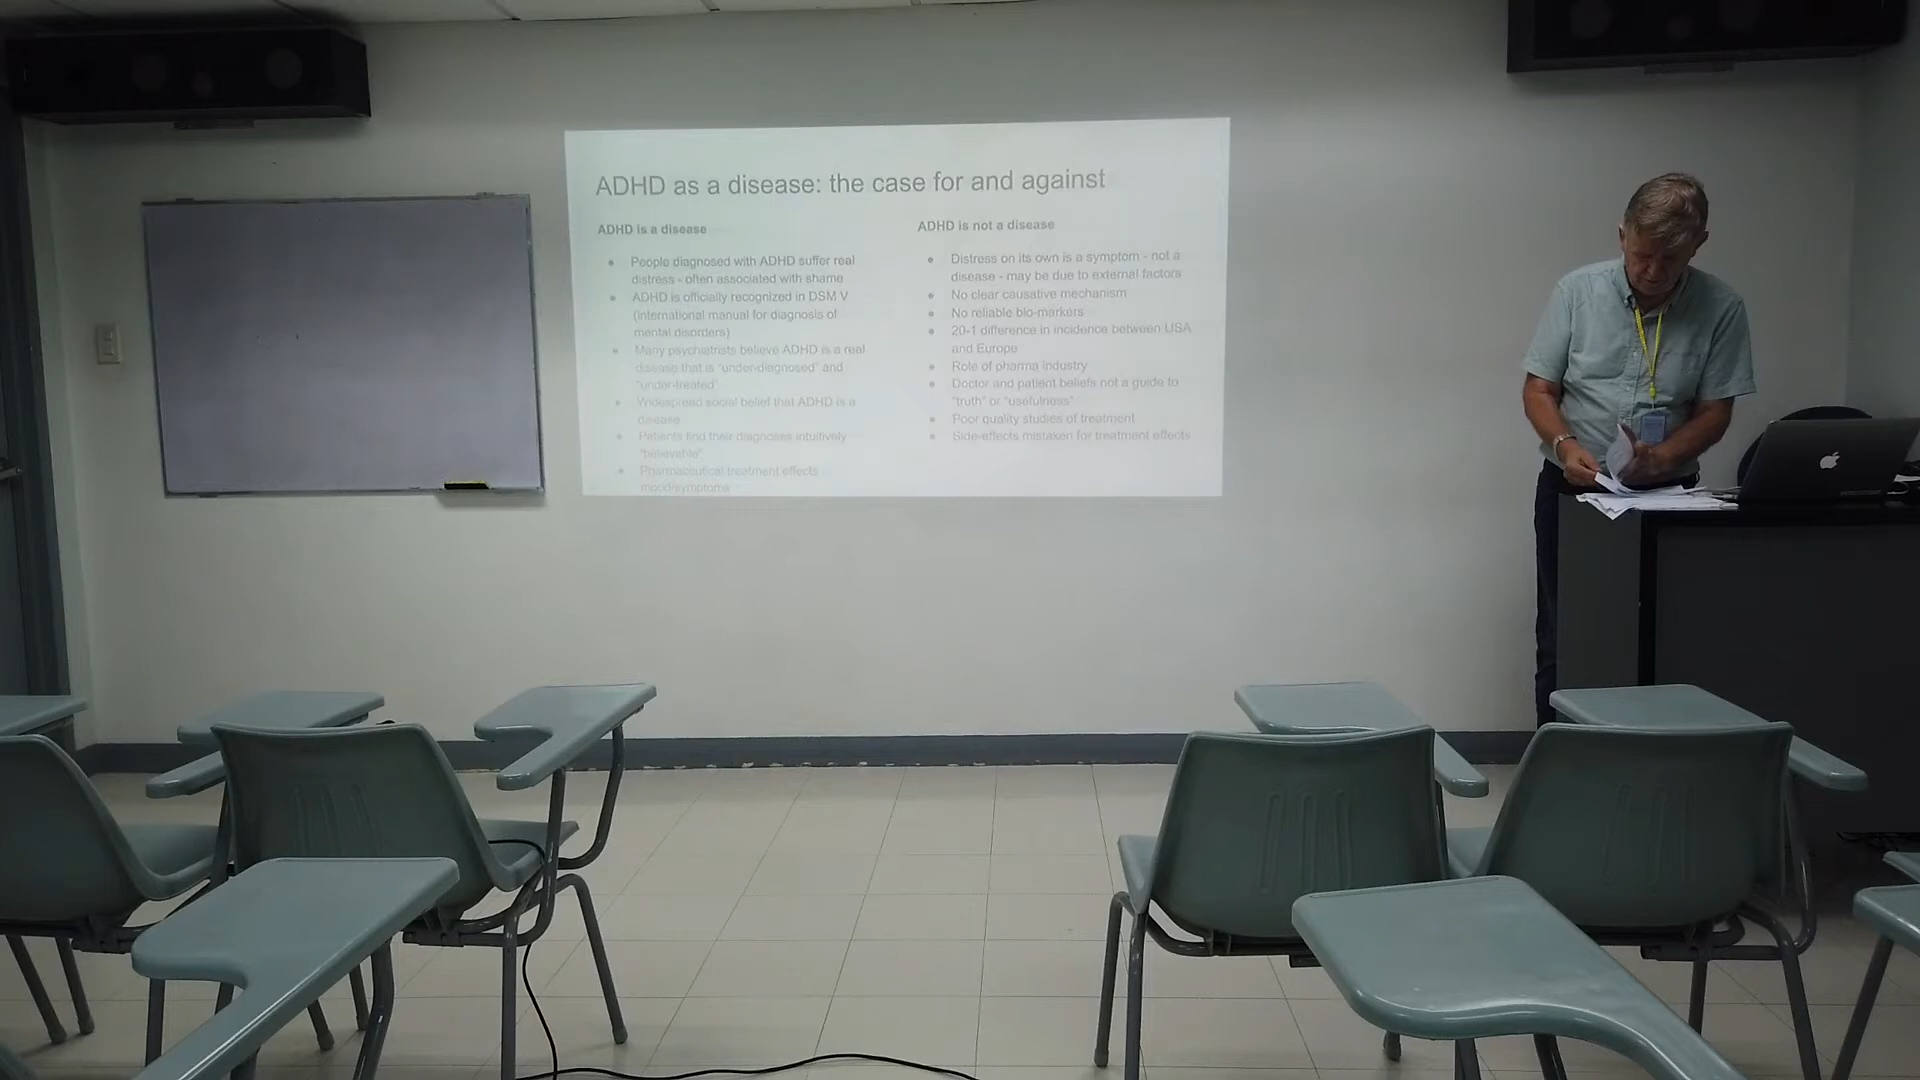 ADHD as a disease: the case for and against
ADHD is a disease
● People diagnosed with ADHD suffer real
distress - often associated with shame
● ADHD is officially recognized in DSM V
(international manual for diagnosis of
mental disorders)
● Many psychiatrists believe ADHD is a real
disease that is "under-diagnosed" and
"under-treated"
● Widespread social belief that ADHD is a
disease
● Patients find their diagnoses intuitively
"believable"
● Pharmaceutical treatment effects
mood/symptoms
ADHD is not a disease
● Distress on its own is a symptom - not a
disease - may be due to external factors
● No clear causative mechanism
● No reliable bio-markers
● 20-1 difference in incidence between USA
and Europe
● Role of pharma industry
● Doctor and patient beliefs not a guide to
"truth" or "usefulness"
● Poor quality studies of treatment
● Side-effects mistaken for treatment effects